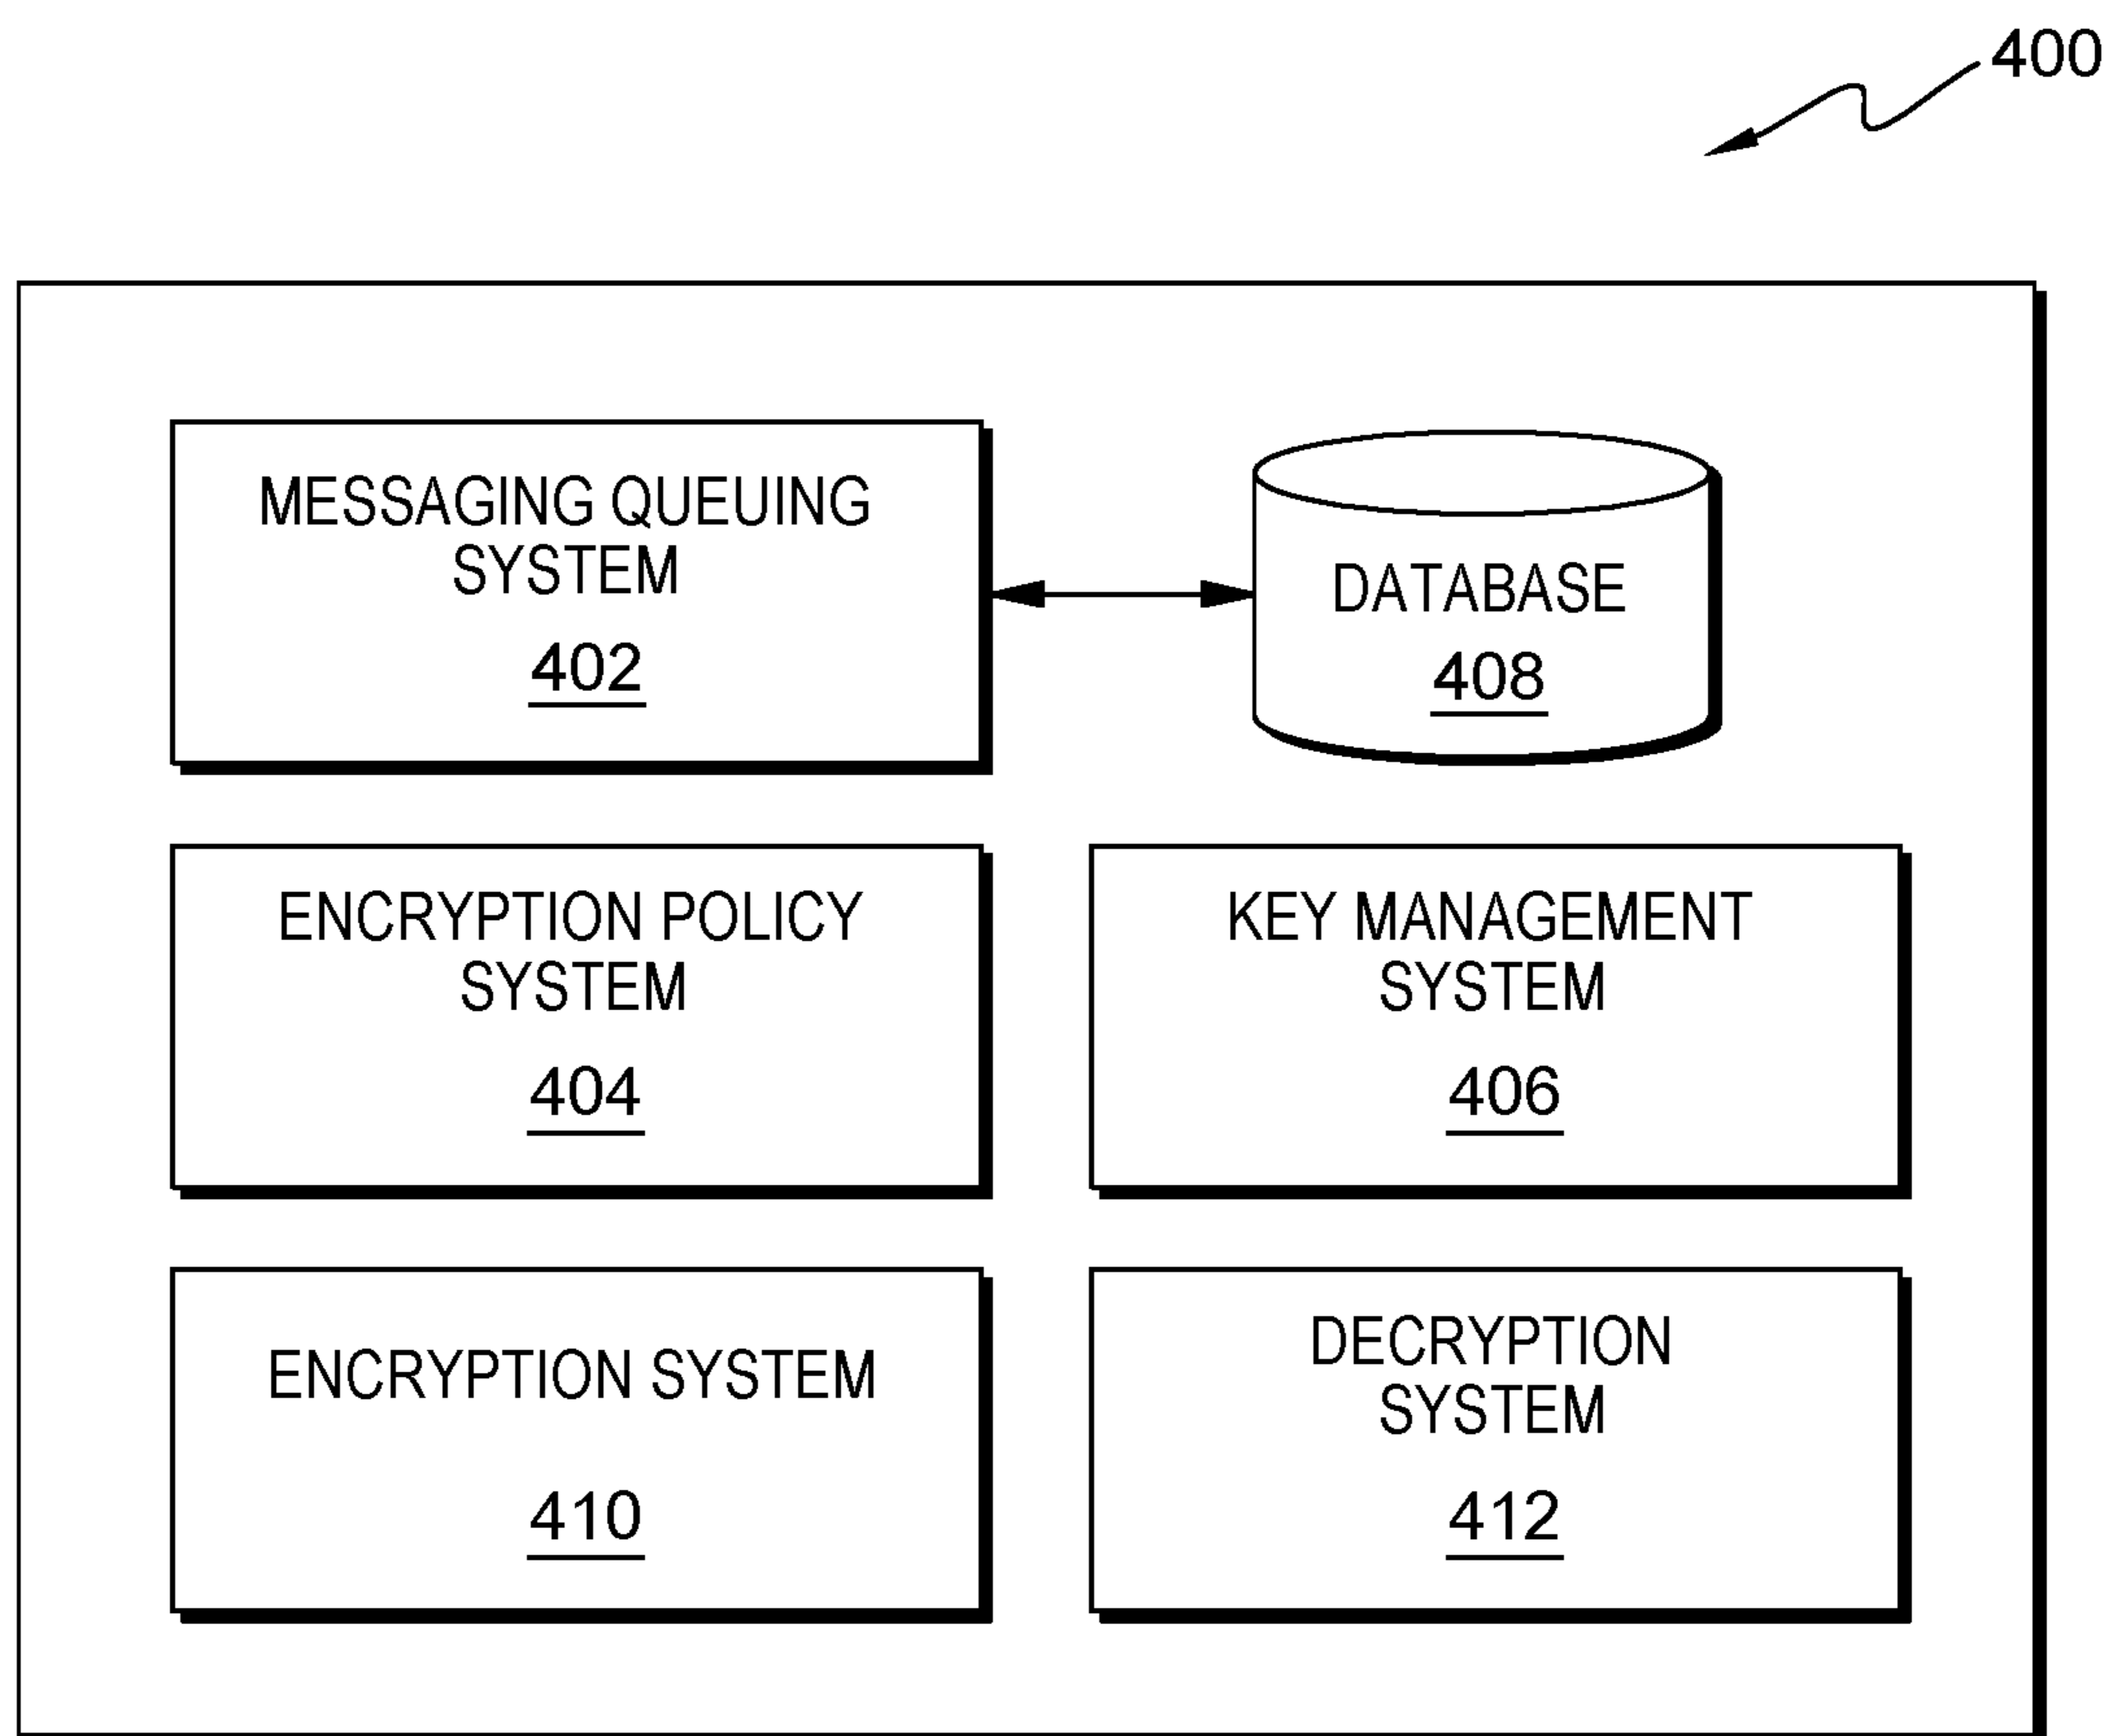 400
MESSAGING QUEUING
SYSTEM
402
DATABASE
408
ENCRYPTION POLICY
SYSTEM
404
KEY MANAGEMENT
SYSTEM
406
ENCRYPTION SYSTEM
410
DECRYPTION
SYSTEM
412